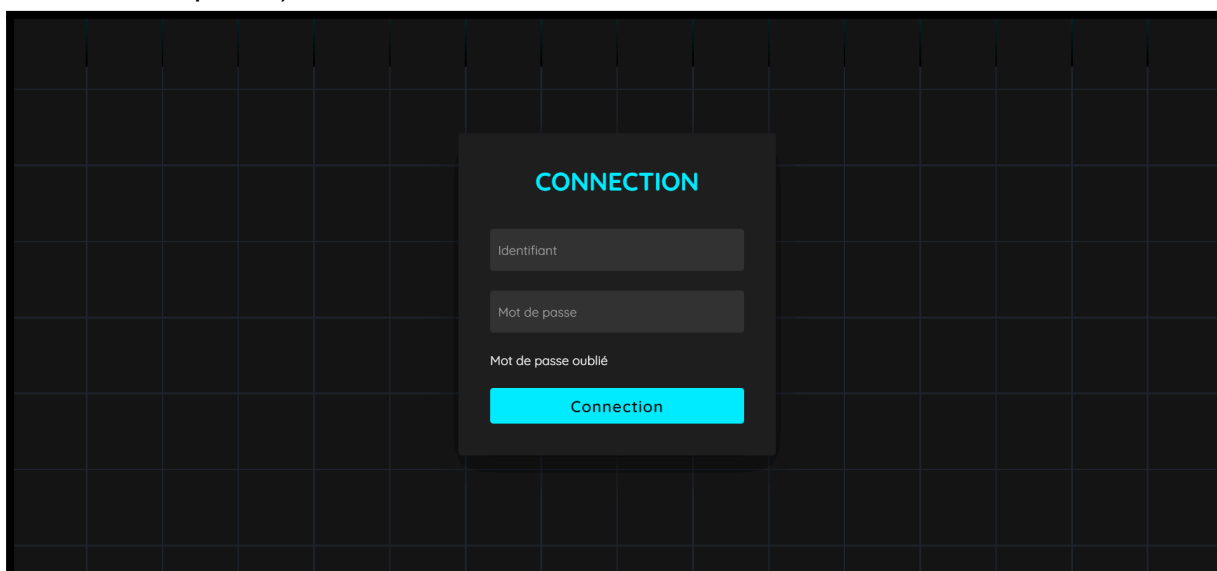 CONNECTION
Identifiant
Mot de passe
Mot de passe oublié
Connection